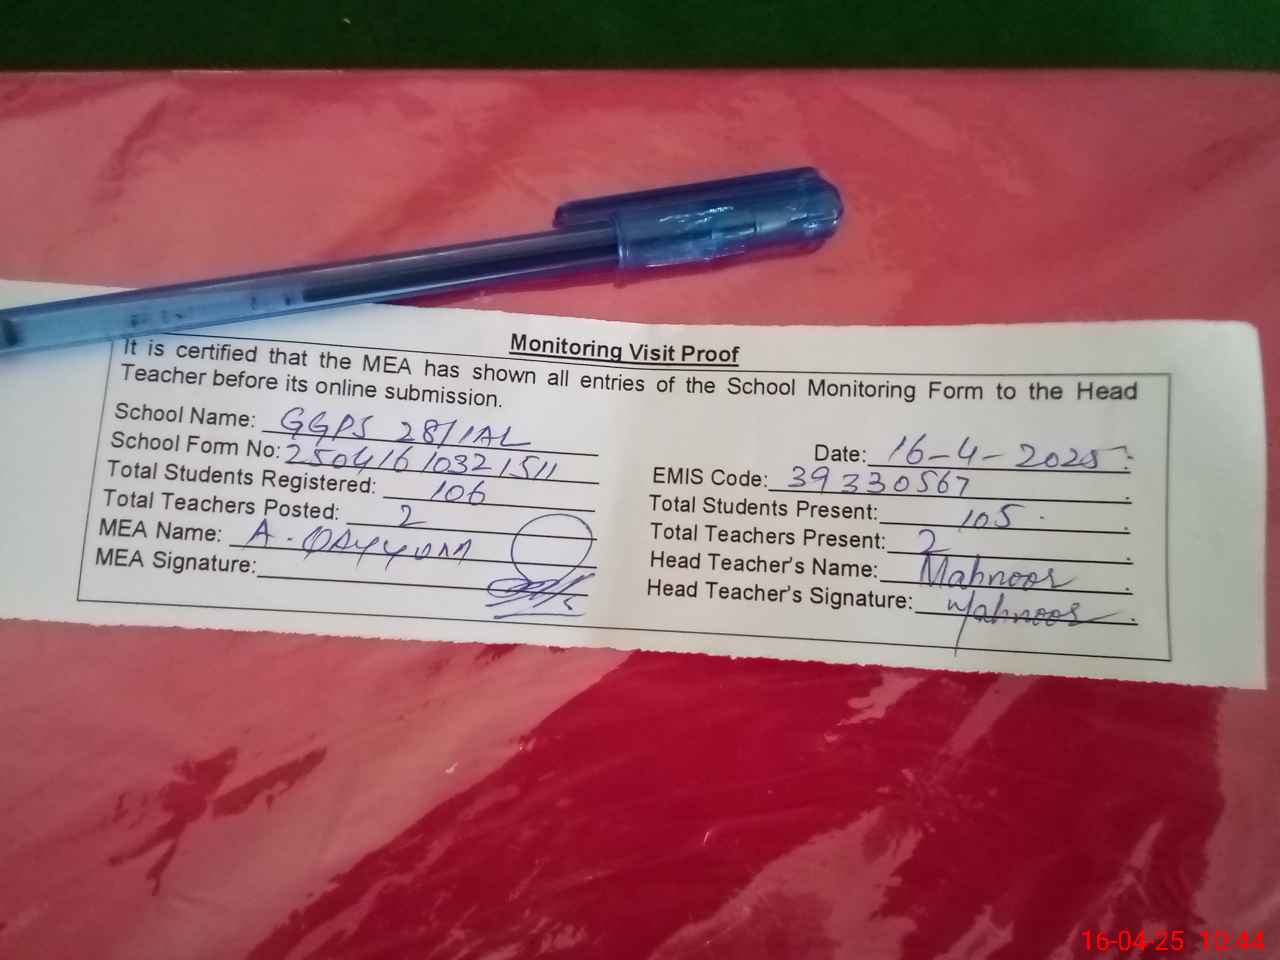 Monitoring Visit Proof
It is certified that the MEA has shown all entries of the School Monitoring Form to the Head
Teacher before its online submission.
School Name: GGPS 28/1AL
Date: 16-4-2025.
School Form No: 25041610321511
EMIS Code: 39330567.
Total Students Registered: 106
Total Students Present: 105.
Total Teachers Posted: 2
Total Teachers Present: 2.
MEA Name: A. QAYYUM
Head Teacher's Name: Mahnoor.
MEA Signature:
Head Teacher's Signature: Mahnoor.
16-04-25 10:44